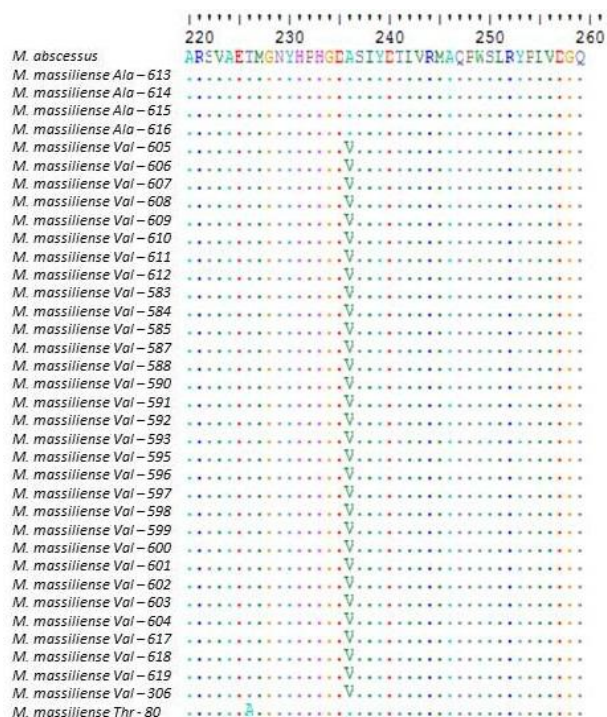 220 230 240 250 260
M. abscessus ARSVAETMGNYHPHGDASIYDTLVRMAQPWSLRYPLVDGQ
M. massiliense Ala – 613 ........................................
M. massiliense Ala – 614 ........................................
M. massiliense Ala – 615 ........................................
M. massiliense Ala – 616 ........................................
M. massiliense Val – 605 ................V.......................
M. massiliense Val – 606 ................V.......................
M. massiliense Val – 607 ................V.......................
M. massiliense Val – 608 ................V.......................
M. massiliense Val – 609 ................V.......................
M. massiliense Val – 610 ................V.......................
M. massiliense Val – 611 ................V.......................
M. massiliense Val – 612 ................V.......................
M. massiliense Val – 583 ................V.......................
M. massiliense Val – 584 ................V.......................
M. massiliense Val – 585 ................V.......................
M. massiliense Val – 587 ................V.......................
M. massiliense Val – 588 ................V.......................
M. massiliense Val – 590 ................V.......................
M. massiliense Val – 591 ................V.......................
M. massiliense Val – 592 ................V.......................
M. massiliense Val – 593 ................V.......................
M. massiliense Val – 595 ................V.......................
M. massiliense Val – 596 ................V.......................
M. massiliense Val – 597 ................V.......................
M. massiliense Val – 598 ................V.......................
M. massiliense Val – 599 ................V.......................
M. massiliense Val – 600 ................V.......................
M. massiliense Val – 601 ................V.......................
M. massiliense Val – 602 ................V.......................
M. massiliense Val – 603 ................V.......................
M. massiliense Val – 604 ................V.......................
M. massiliense Val – 617 ................V.......................
M. massiliense Val – 618 ................V.......................
M. massiliense Val – 619 ................V.......................
M. massiliense Val – 306 ................V.......................
M. massiliense Thr - 80 ......A.................................